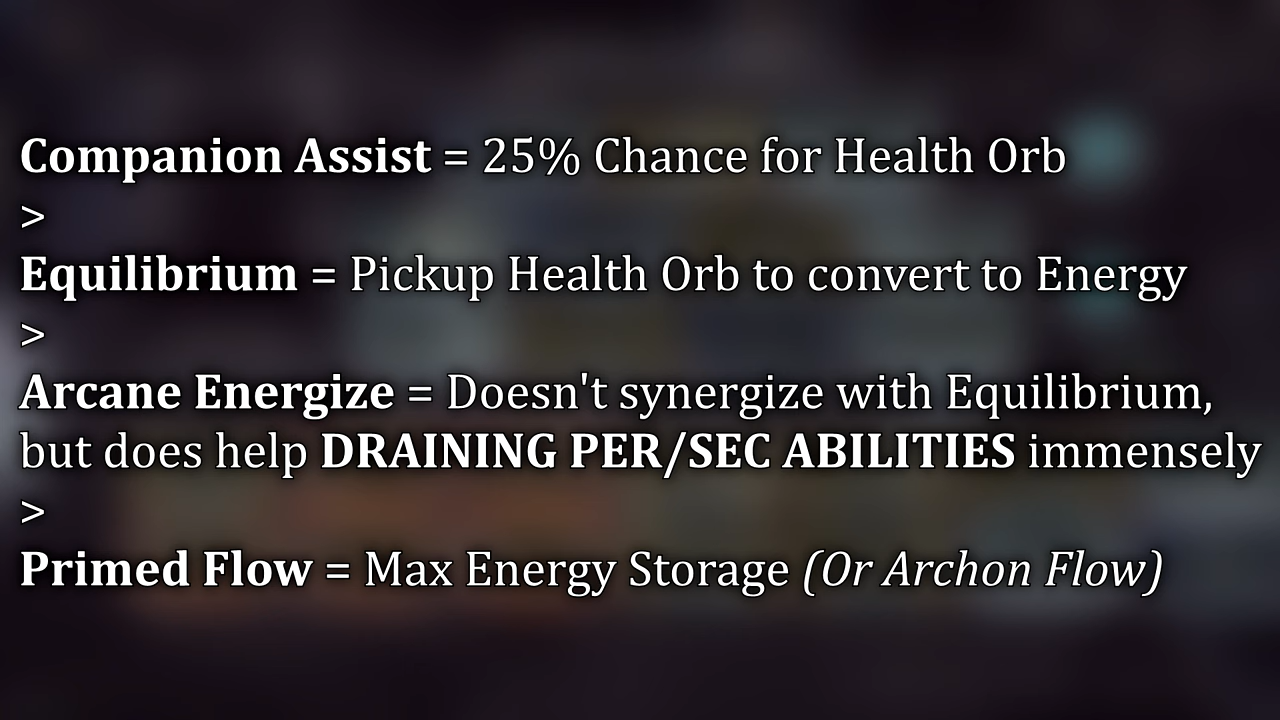 Companion Assist = 25% Chance for Health Orb
>
Equilibrium = Pickup Health Orb to convert to Energy
>
Arcane Energize = Doesn't synergize with Equilibrium,
but does help DRAINING PER/SEC ABILITIES immensely
>
Primed Flow = Max Energy Storage (Or Archon Flow)